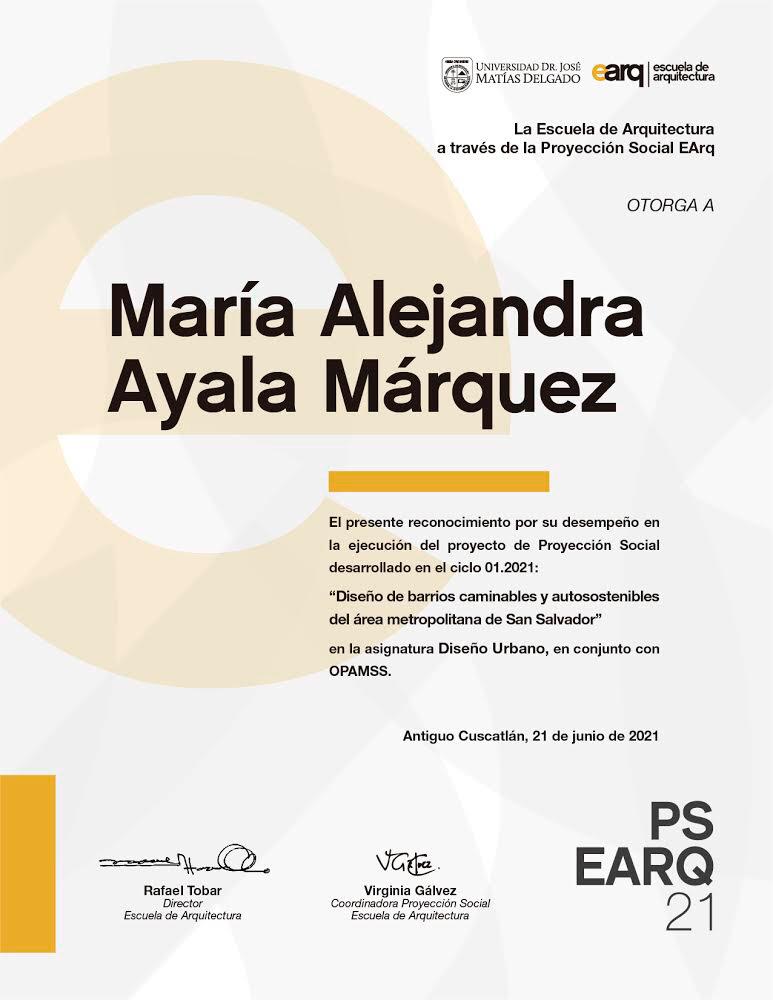 UNIVERSIDAD DR. JOSÉ
MATÍAS DELGADO
earq
escuela de
arquitectura
La Escuela de Arquitectura
a través de la Proyección Social EArq
OTORGA A
María Alejandra
Ayala Márquez
El presente reconocimiento por su desempeño en
la ejecución del proyecto de Proyección Social
desarrollado en el ciclo 01.2021:
“Diseño de barrios caminables y autosostenibles
del área metropolitana de San Salvador”
en la asignatura Diseño Urbano, en conjunto con
OPAMSS.
Antiguo Cuscatlán, 21 de junio de 2021
Rafael Tobar
Director
Escuela de Arquitectura
Virginia Gálvez
Coordinadora Proyección Social
Escuela de Arquitectura
PS
EARQ
21